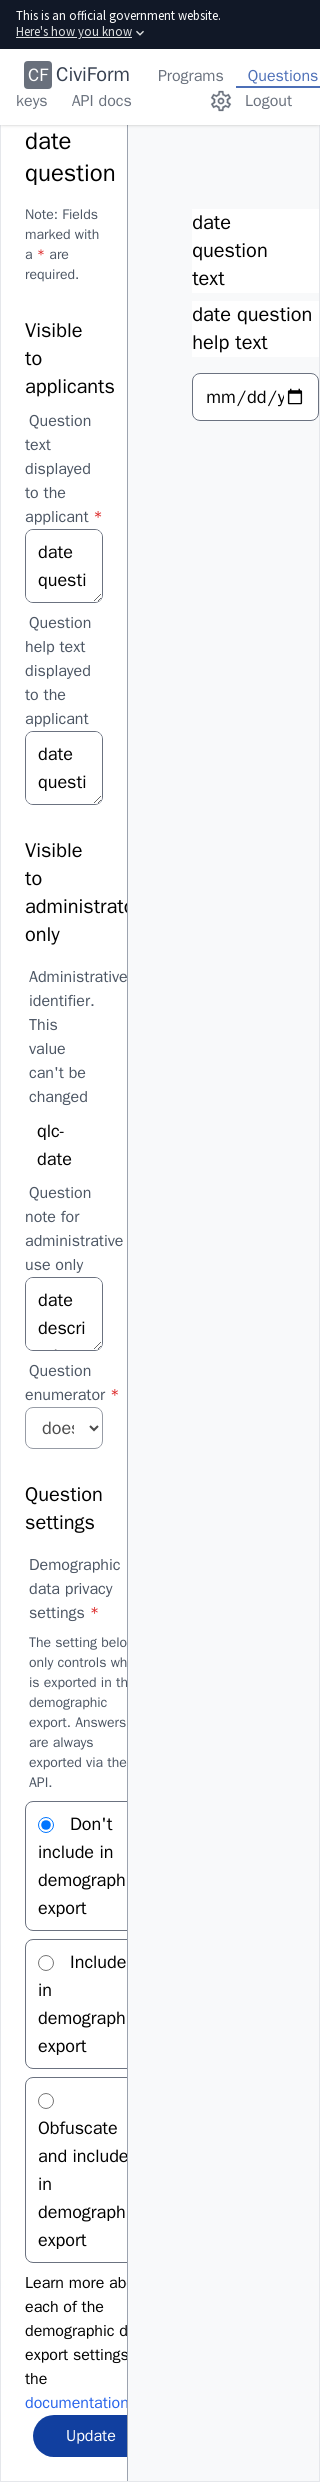 This is an official government website.
Here's how you know
CF CiviForm Programs Questions
keys API docs Logout
date
question
Note: Fields
marked with
a * are
required.
Visible
to
applicants
Question
text
displayed
to the
applicant *
date
questi
Question
help text
displayed
to the
applicant
date
questi
Visible
to
administrato
only
Administrative
identifier.
This
value
can't be
changed
qlc-
date
Question
note for
administrative
use only
date
descri
Question
enumerator *
does
Question
settings
Demographic
data privacy
settings *
The setting belo
only controls wh
is exported in th
demographic
export. Answers
are always
exported via the
API.
Don't
include in
demograph
export
Include
in
demograph
export
Obfuscate
and include
in
demograph
export
Learn more ab
each of the
demographic d
export settings
the
documentation
Update
date
question
text
date question
help text
mm/dd/y